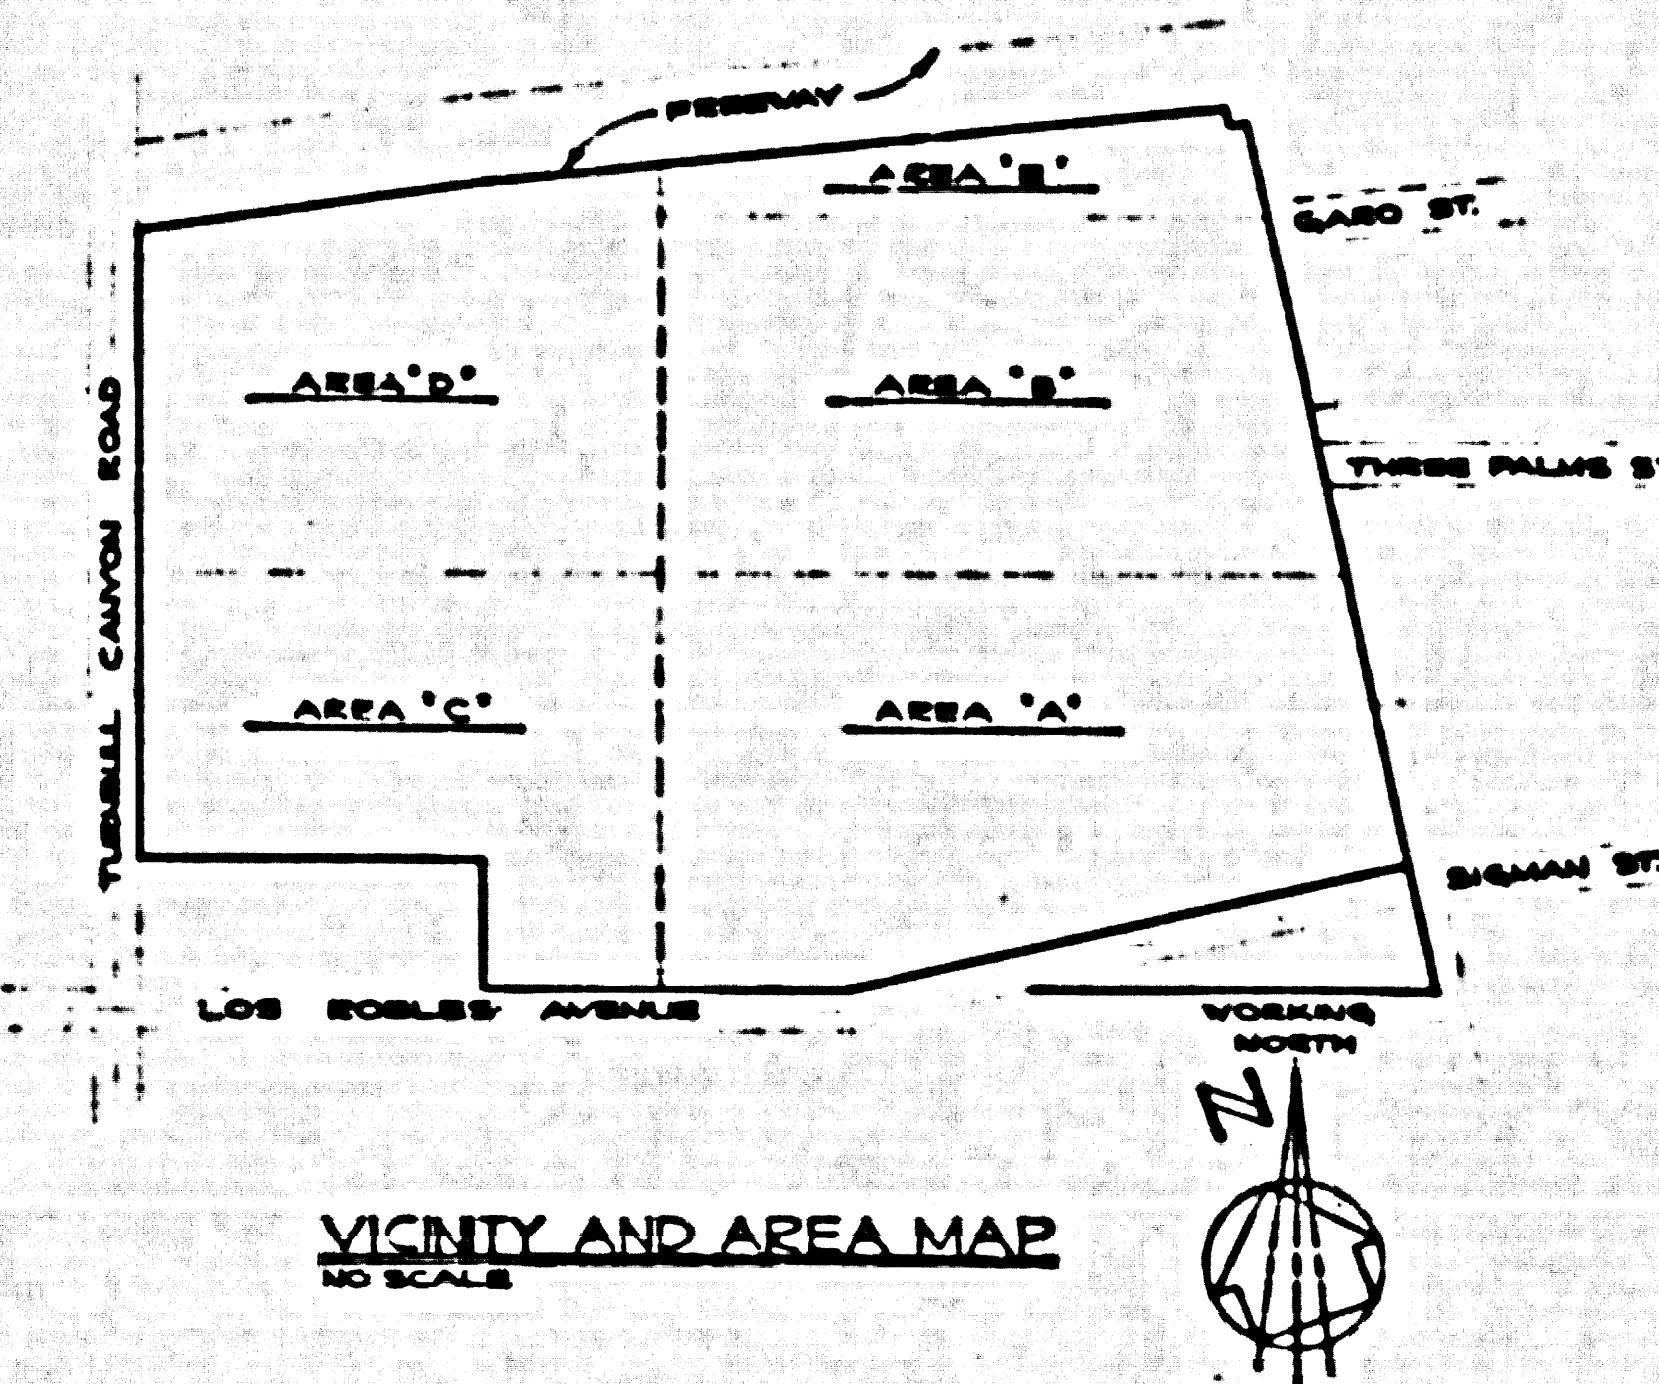 FREEWAY
AREA "E"
GARO ST.
AREA "D"
AREA "B"
THREE PALMS ST
TURNBULL CANYON ROAD
AREA "C"
AREA "A"
SIGMAN ST.
LOS ROBLES AVENUE
WORKING
NORTH
N
VICINITY AND AREA MAP
NO SCALE